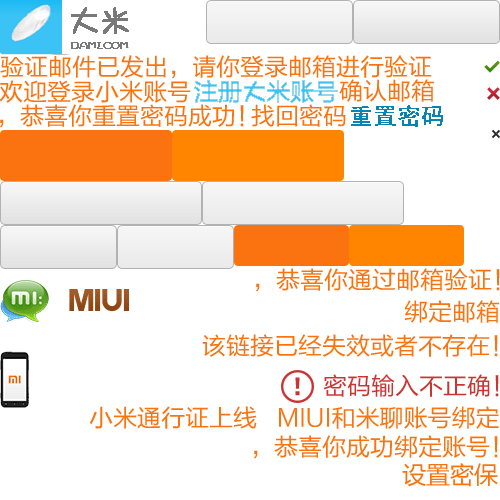 大米
DAMI.COM
验证邮件已发出，请你登录邮箱进行验证
欢迎登录小米账号 注册大米账号 确认邮箱
，恭喜你重置密码成功! 找回密码 重置密码
，恭喜你通过邮箱验证!
mi: MIUI
绑定邮箱
该链接已经失效或者不存在!
mi
密码输入不正确!
小米通行证上线 MIUI和米聊账号绑定
，恭喜你成功绑定账号!
设置密保